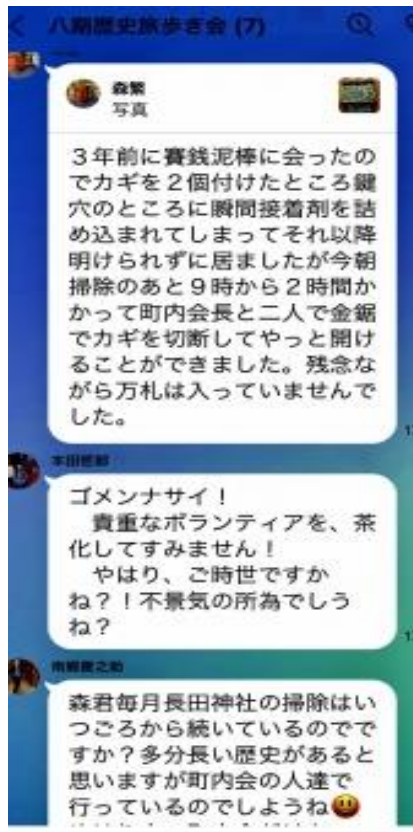 八期歴史旅歩き会 (7)
森繁
写真
3年前に賽銭泥棒に会ったの
でカギを2個付けたところ鍵
穴のところに瞬間接着剤を詰
め込まれてしまってそれ以降
明けられずに居ましたが今朝
掃除のあと9時から2時間か
かって町内会長と二人で金鋸
でカギを切断してやっと開け
ることができました。残念な
がら万札は入っていませんで
した。
ゴメンナサイ！
貴重なボランティアを、茶
化してすみません！
やはり、ご時世ですか
ね？！不景気の所為でしう
ね？
森君毎月長田神社の掃除はい
つごろから続いているのでで
すか？多分長い歴史があると
思いますが町内会の人達で
行っているのでしようね😃